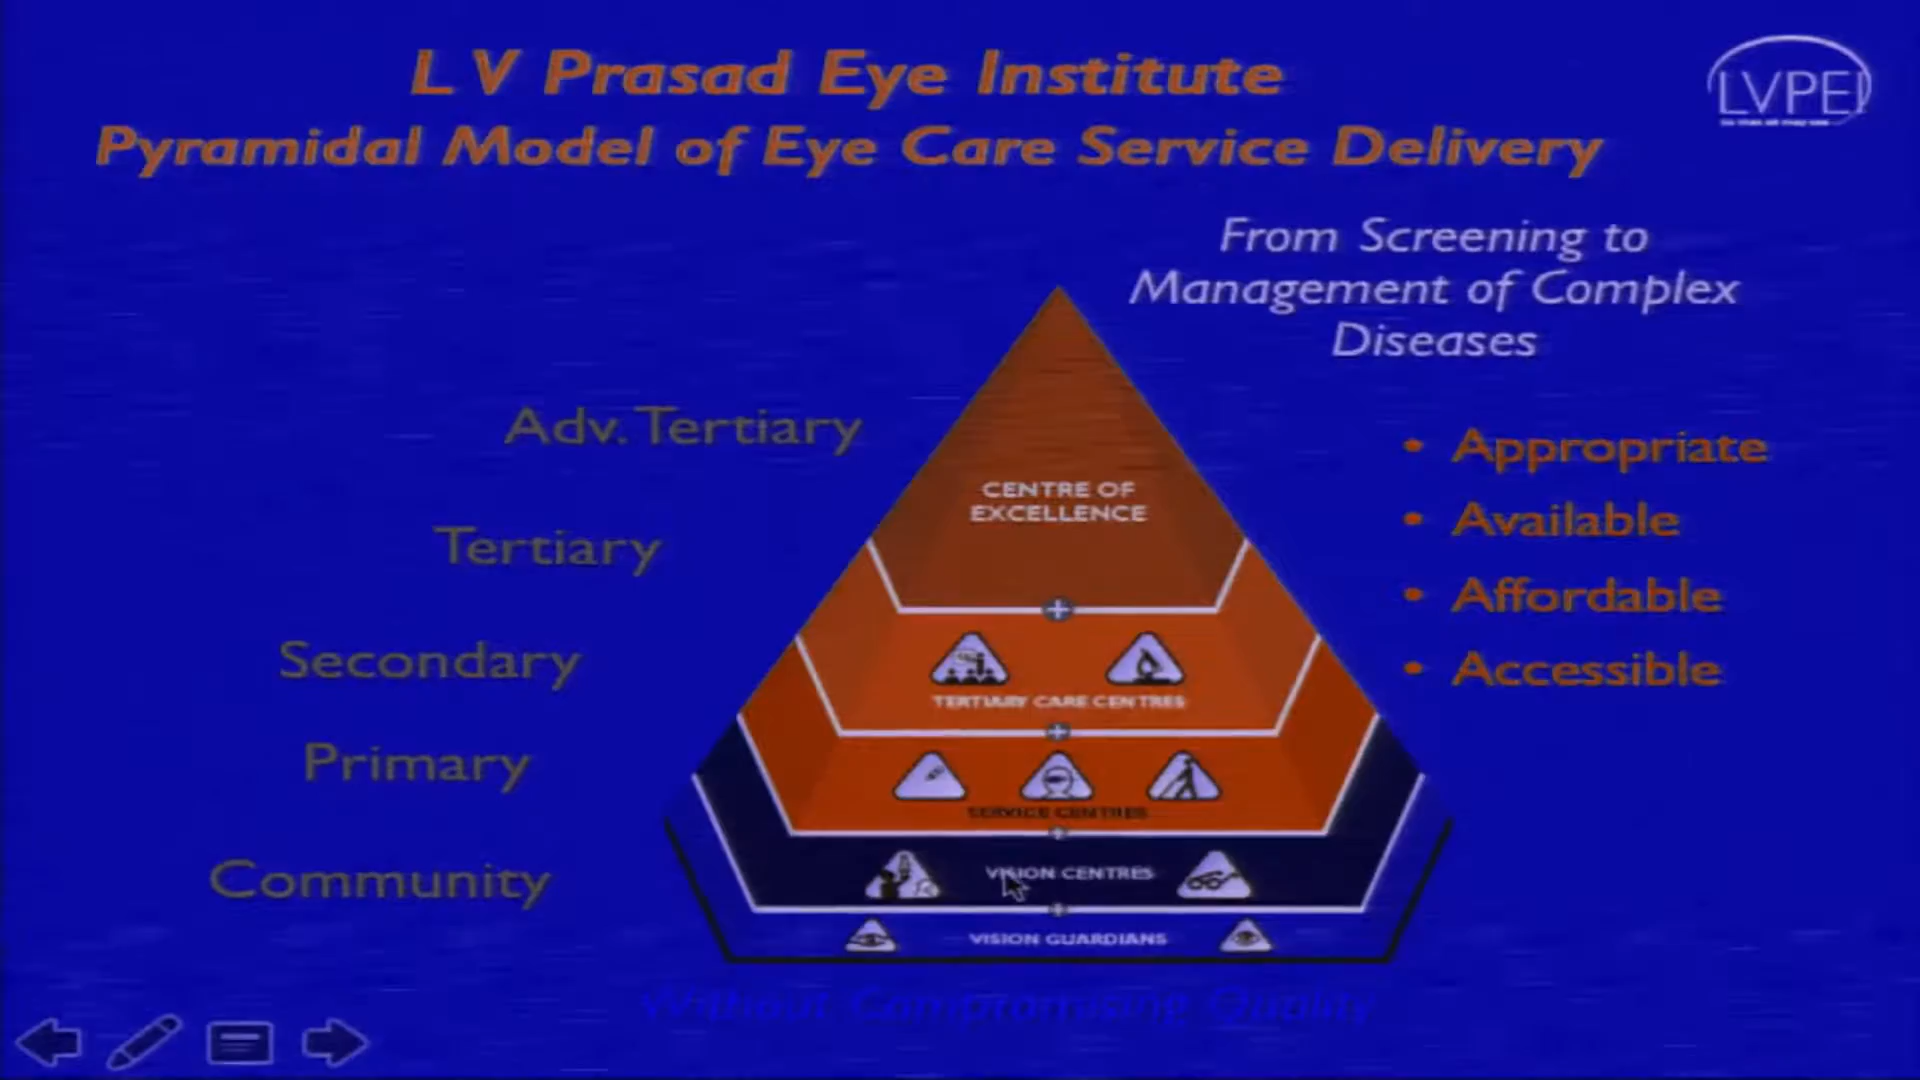 L V Prasad Eye Institute
Pyramidal Model of Eye Care Service Delivery
LVPEI
From Screening to
Management of Complex
Diseases
Adv. Tertiary
Tertiary
Secondary
Primary
Community
CENTRE OF
EXCELLENCE
TERTIARY CARE CENTRES
SERVICE CENTRES
VISION CENTRES
VISION GUARDIANS
• Appropriate
• Available
• Affordable
• Accessible
Without Compromising Quality